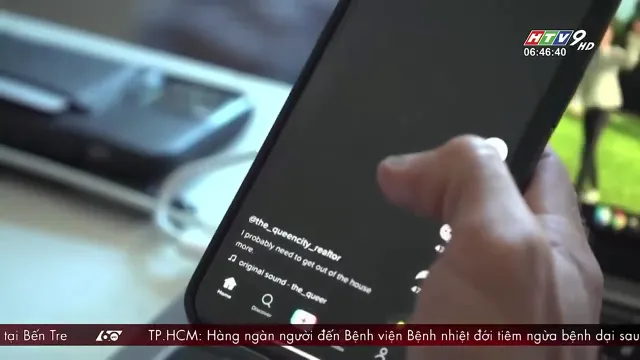 HTV9 HD
06:46:40
@the_queencity_realtor
I probably need to get out of the house
more.
♫ original sound - the_queer
Home
Discover
tại Bến Tre
TP.HCM: Hàng ngàn người đến Bệnh viện Bệnh nhiệt đới tiêm ngừa bệnh dại sau